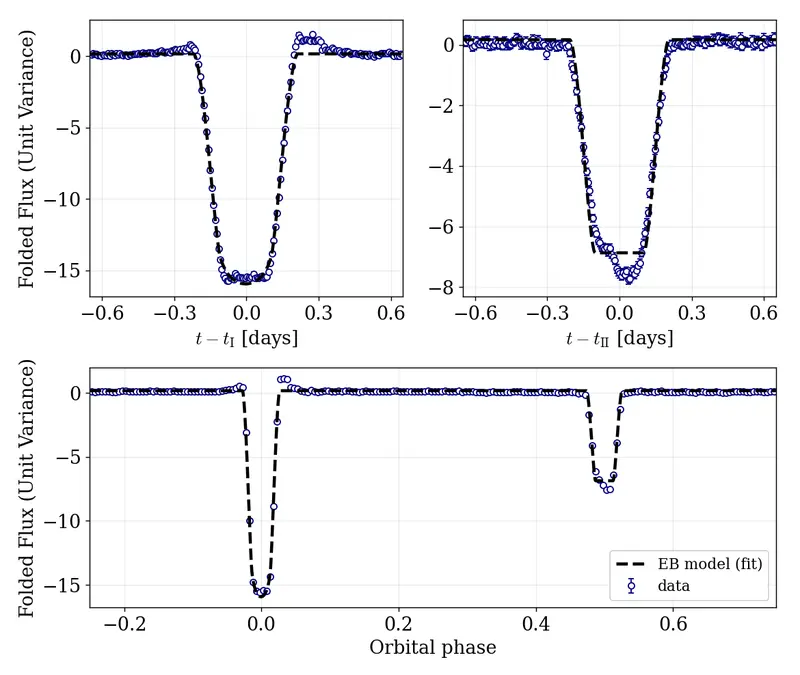 Folded Flux (Unit Variance)
0
−5
−10
−15
−0.6 −0.3 0.0 0.3 0.6
t − tI [days]
0
−2
−4
−6
−8
−0.6 −0.3 0.0 0.3 0.6
t − tII [days]
Folded Flux (Unit Variance)
0
−5
−10
−15
−0.2 0.0 0.2 0.4 0.6
Orbital phase
EB model (fit)
data